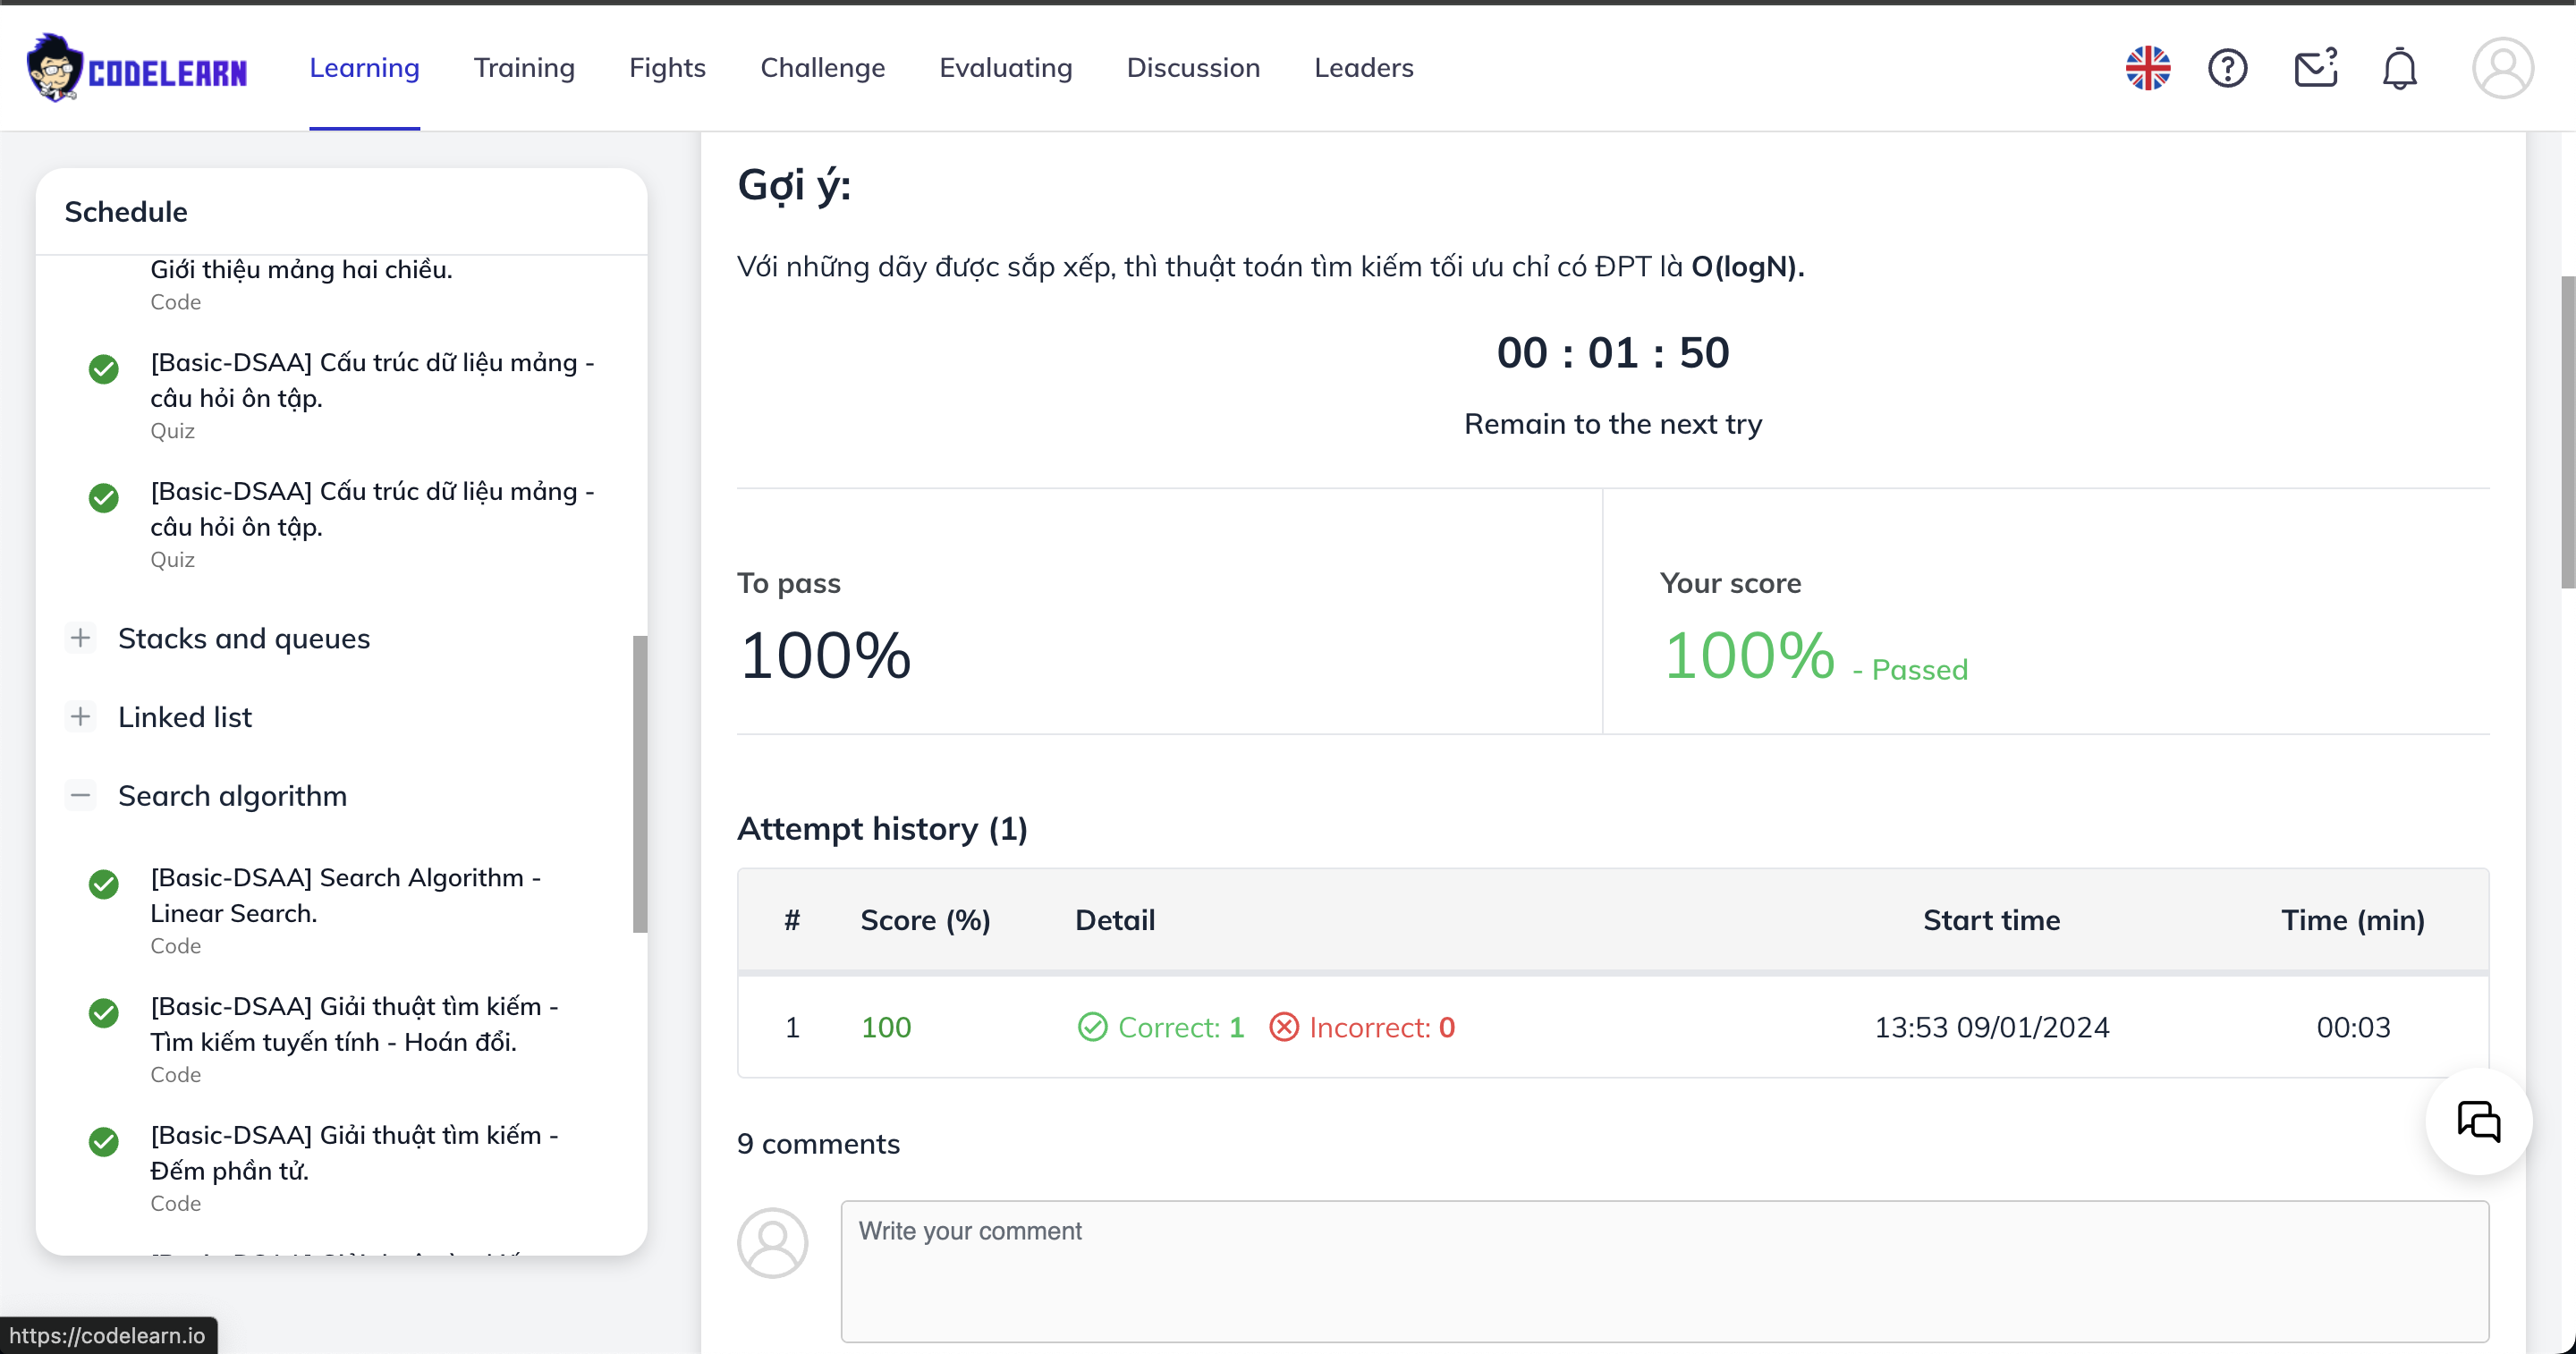 CODELEARN
Learning
Training
Fights
Challenge
Evaluating
Discussion
Leaders
Schedule
Giới thiệu mảng hai chiều.
Code
[Basic-DSAA] Cấu trúc dữ liệu mảng -
câu hỏi ôn tập.
Quiz
[Basic-DSAA] Cấu trúc dữ liệu mảng -
câu hỏi ôn tập.
Quiz
Stacks and queues
Linked list
Search algorithm
[Basic-DSAA] Search Algorithm -
Linear Search.
Code
[Basic-DSAA] Giải thuật tìm kiếm -
Tìm kiếm tuyến tính - Hoán đổi.
Code
[Basic-DSAA] Giải thuật tìm kiếm -
Đếm phần tử.
Code
https://codelearn.io
Gợi ý:
Với những dãy được sắp xếp, thì thuật toán tìm kiếm tối ưu chỉ có ĐPT là O(logN).
00 : 01 : 50
Remain to the next try
To pass
100%
Your score
100% - Passed
Attempt history (1)
# Score (%) Detail Start time Time (min)
1 100 Correct: 1 Incorrect: 0 13:53 09/01/2024 00:03
9 comments
Write your comment